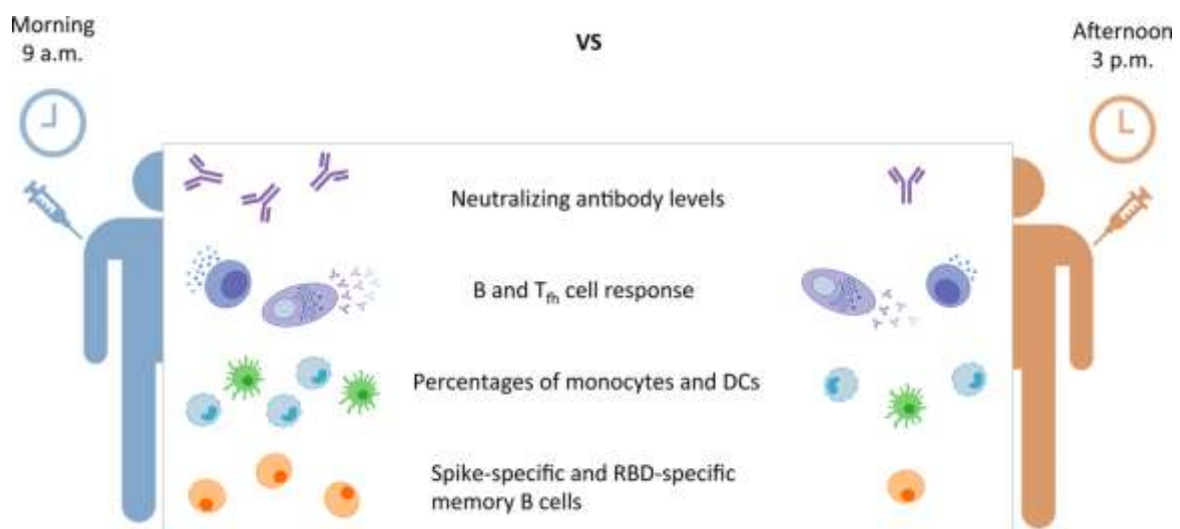 Morning
9 a.m.
VS
Afternoon
3 p.m.
Neutralizing antibody levels
B and Tfh cell response
Percentages of monocytes and DCs
Spike-specific and RBD-specific
memory B cells